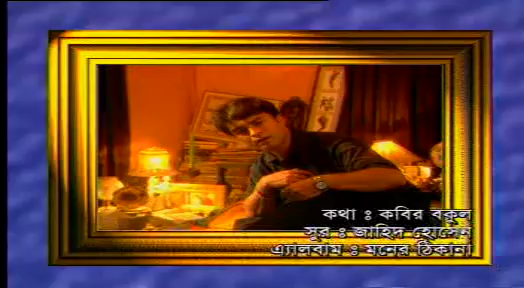 কথা ঃ কবির বকুল
সূর ঃ জাহিদ হোসেন
এ্যালবাম ঃ মনের ঠিকানা